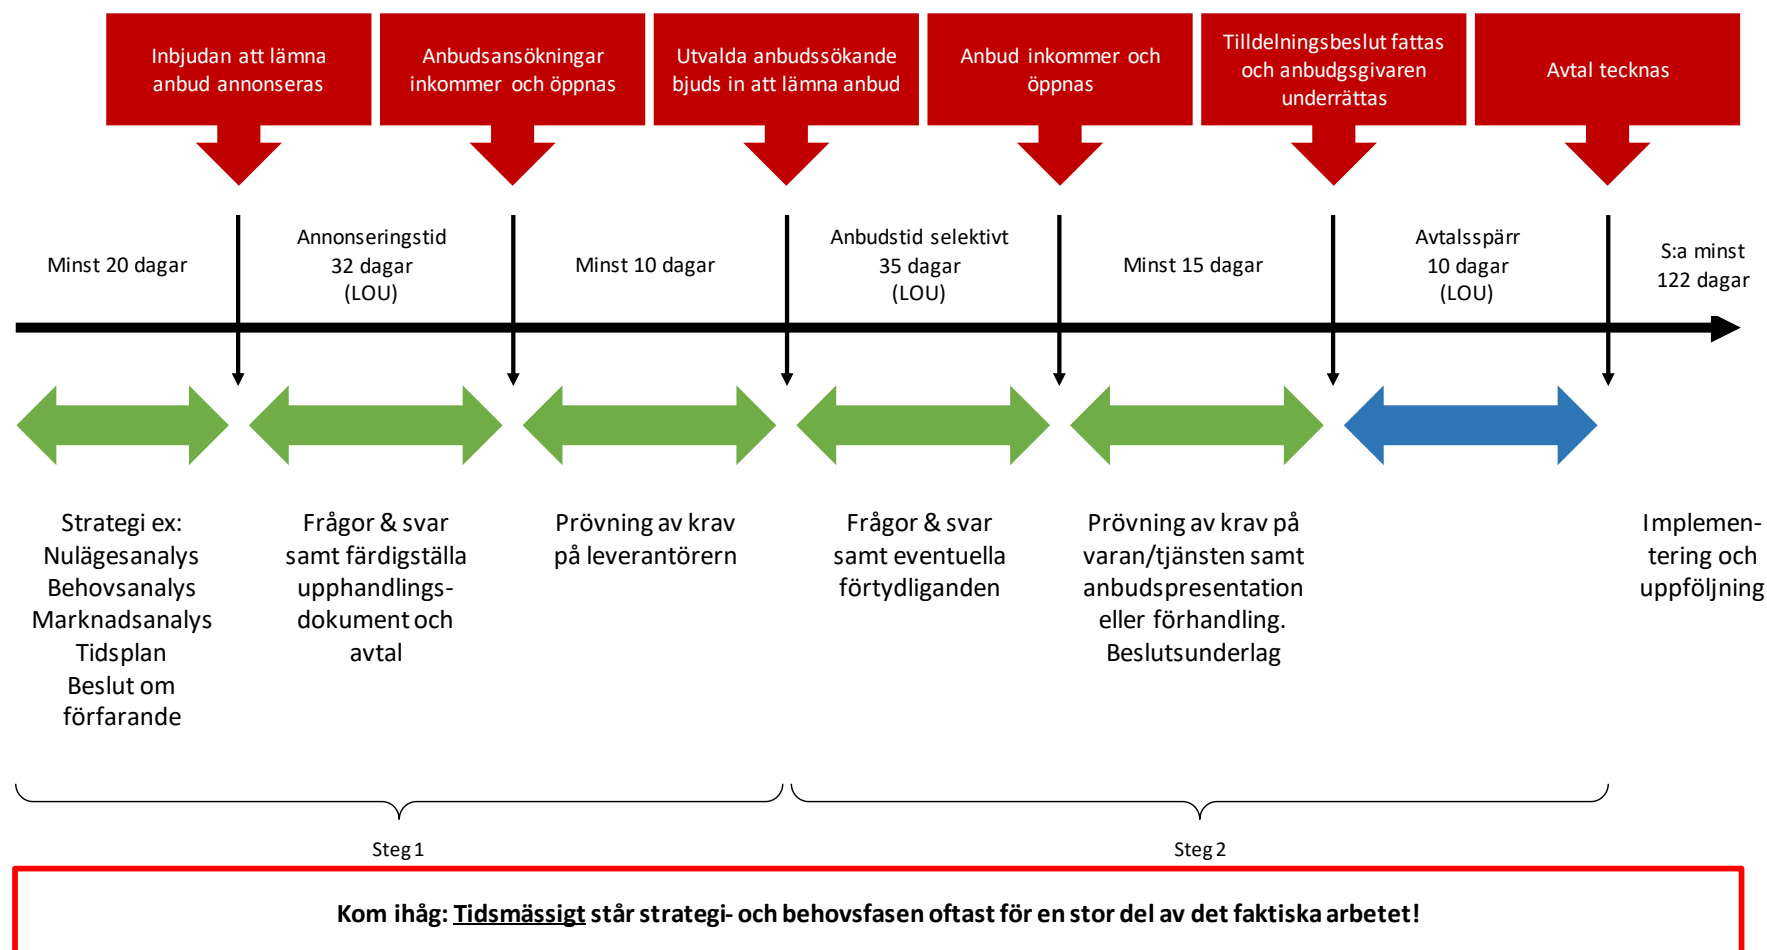 Inbjudan att lämna
anbud annonseras
Anbudsansökningar
inkommer och öppnas
Utvalda anbudssökande
bjuds in att lämna anbud
Anbud inkommer och
öppnas
Tilldelningsbeslut fattas
och anbudgsgivaren
underrättas
Avtal tecknas
Minst 20 dagar
Annonseringstid
32 dagar
(LOU)
Minst 10 dagar
Anbudstid selektivt
35 dagar
(LOU)
Minst 15 dagar
Avtalsspärr
10 dagar
(LOU)
S:a minst
122 dagar
Strategi ex:
Nulägesanalys
Behovsanalys
Marknadsanalys
Tidsplan
Beslut om
förfarande
Frågor & svar
samt färdigställa
upphandlings-
dokument och
avtal
Prövning av krav
på leverantörern
Frågor & svar
samt eventuella
förtydliganden
Prövning av krav på
varan/tjänsten samt
anbudspresentation
eller förhandling.
Beslutsunderlag
Implemen-
tering och
uppföljning
Steg 1
Steg 2
Kom ihåg: Tidsmässigt står strategi- och behovsfasen oftast för en stor del av det faktiska arbetet!